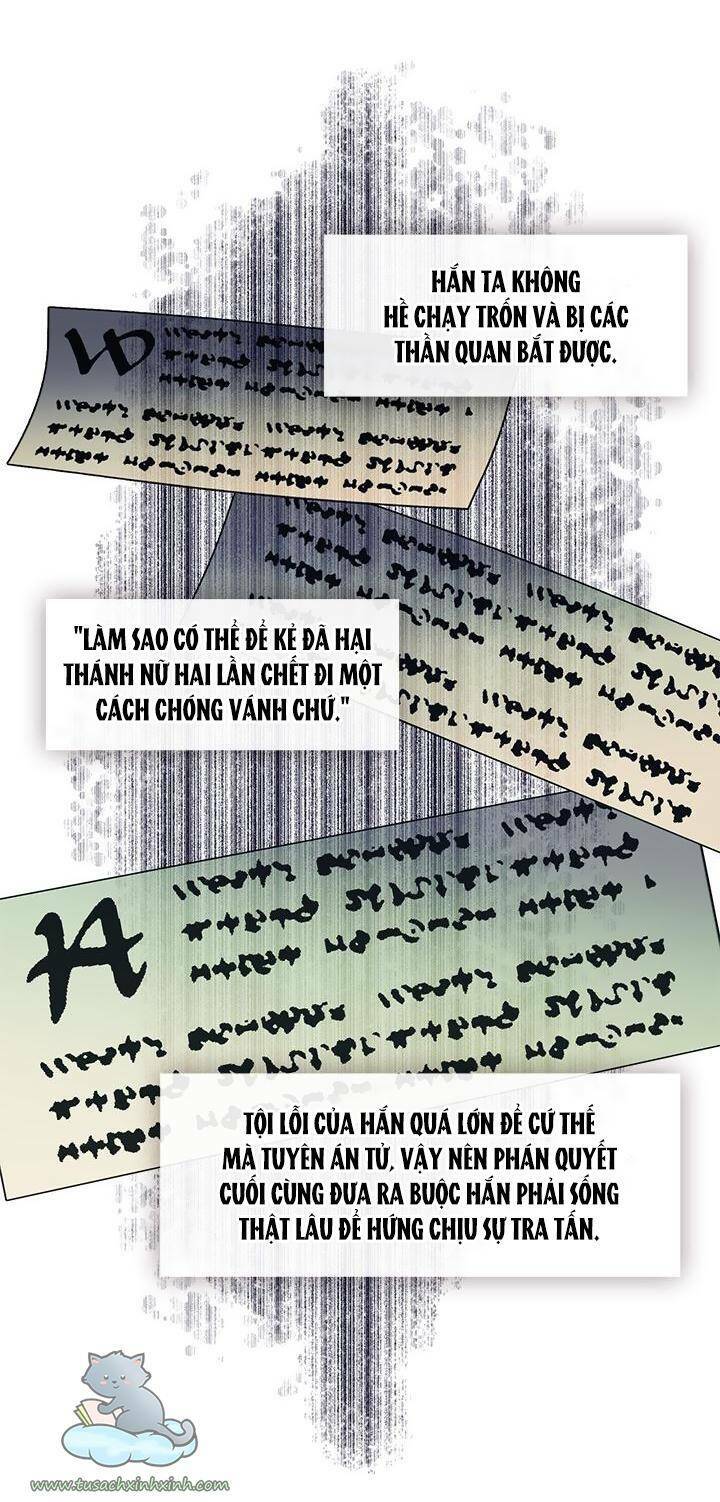 HẮN TA KHÔNG
HỀ CHẠY TRỐN VÀ BỊ CÁC
THẦN QUAN BẮT ĐƯỢC.
"LÀM SAO CÓ THỂ ĐỂ KẺ ĐÃ HẠI
THÁNH NỮ HAI LẦN CHẾT ĐI MỘT
CÁCH CHÓNG VÁNH CHỨ."
TỘI LỖI CỦA HẮN QUÁ LỚN ĐỂ CỨ THẾ
MÀ TUYÊN ÁN TỬ, VẬY NÊN PHÁN QUYẾT
CUỐI CÙNG ĐƯA RA BUỘC HẮN PHẢI SỐNG
THẬT LÂU ĐỂ HỨNG CHỊU SỰ TRA TẤN.
www.tusachxinhxinh.com